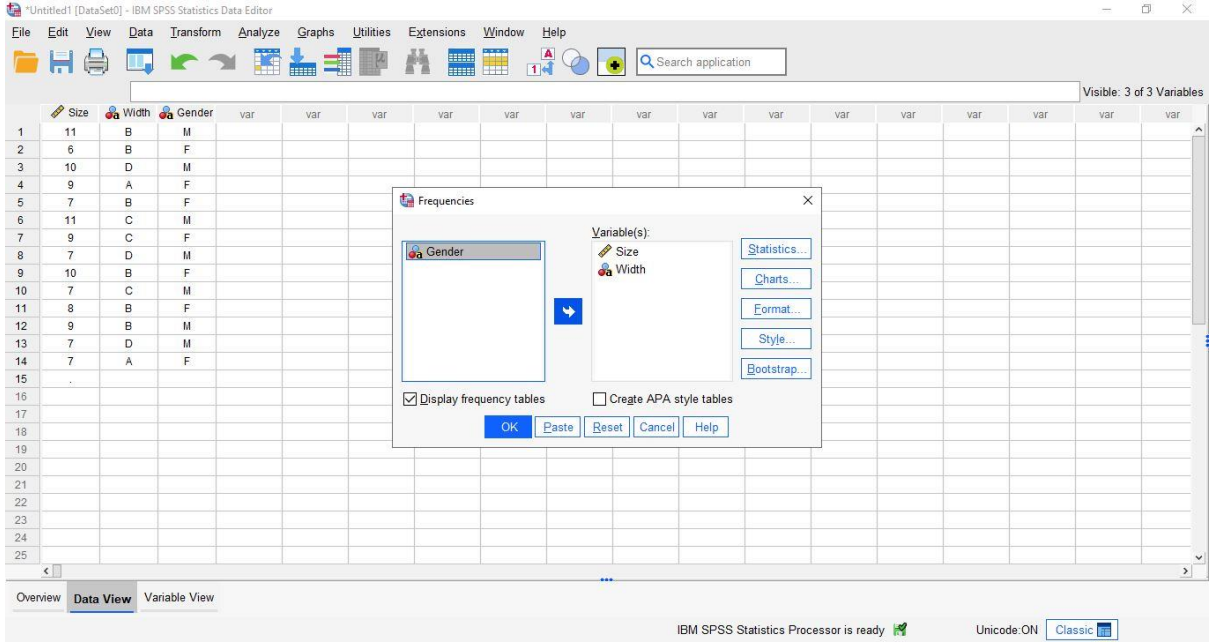 *Untitled1 [DataSet0] - IBM SPSS Statistics Data Editor
File Edit View Data Transform Analyze Graphs Utilities Extensions Window Help
Search application
Visible: 3 of 3 Variables
Size Width Gender var var var var var var var var var var var var var var var
1 11 B M
2 6 B F
3 10 D M
4 9 A F
5 7 B F
6 11 C M
7 9 C F
8 7 D M
9 10 B F
10 7 C M
11 8 B F
12 9 B M
13 7 D M
14 7 A F
15 .
16
17
18
19
20
21
22
23
24
25
Frequencies
Variable(s):
Gender
Size
Width
Statistics...
Charts...
Format...
Style...
Bootstrap...
Display frequency tables
Create APA style tables
OK Paste Reset Cancel Help
Overview Data View Variable View
IBM SPSS Statistics Processor is ready Unicode:ON Classic